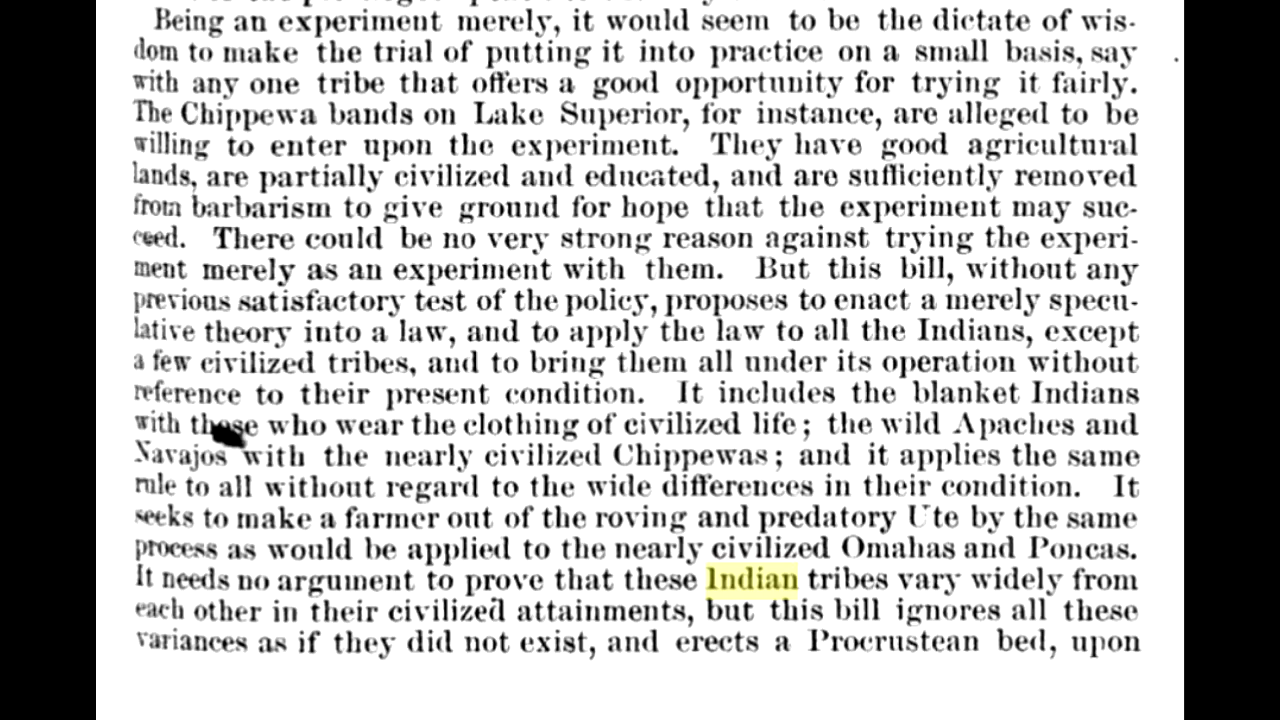 Being an experiment merely, it would seem to be the dictate of wis-
dom to make the trial of putting it into practice on a small basis, say
with any one tribe that offers a good opportunity for trying it fairly.
The Chippewa bands on Lake Superior, for instance, are alleged to be
willing to enter upon the experiment. They have good agricultural
lands, are partially civilized and educated, and are sufficiently removed
from barbarism to give ground for hope that the experiment may suc-
ceed. There could be no very strong reason against trying the experi-
ment merely as an experiment with them. But this bill, without any
previous satisfactory test of the policy, proposes to enact a merely specu-
lative theory into a law, and to apply the law to all the Indians, except
a few civilized tribes, and to bring them all under its operation without
reference to their present condition. It includes the blanket Indians
with those who wear the clothing of civilized life; the wild Apaches and
Navajos with the nearly civilized Chippewas; and it applies the same
rule to all without regard to the wide differences in their condition. It
seeks to make a farmer out of the roving and predatory Ute by the same
process as would be applied to the nearly civilized Omahas and Poncas.
It needs no argument to prove that these Indian tribes vary widely from
each other in their civilized attainments, but this bill ignores all these
variances as if they did not exist, and erects a Procrustean bed, upon